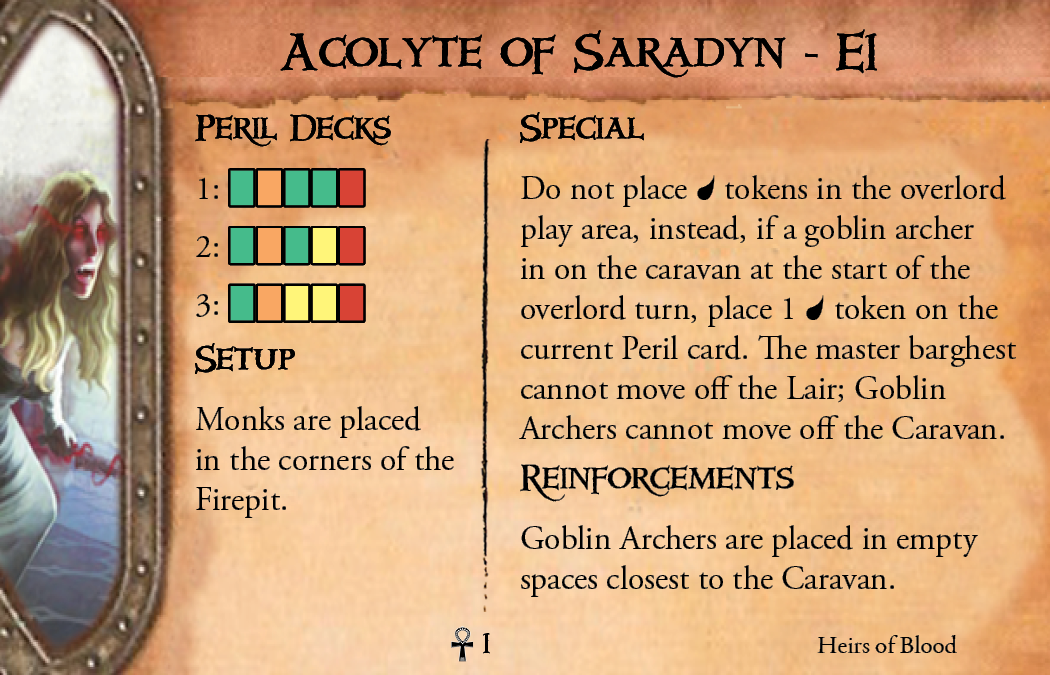 Acolyte of Saradyn - EI
Peril Decks
1:
2:
3:
Setup
Monks are placed
in the corners of the
Firepit.
Special
Do not place tokens in the overlord
play area, instead, if a goblin archer
in on the caravan at the start of the
overlord turn, place 1 token on the
current Peril card. The master barghest
cannot move off the Lair; Goblin
Archers cannot move off the Caravan.
Reinforcements
Goblin Archers are placed in empty
spaces closest to the Caravan.
I
Heirs of Blood